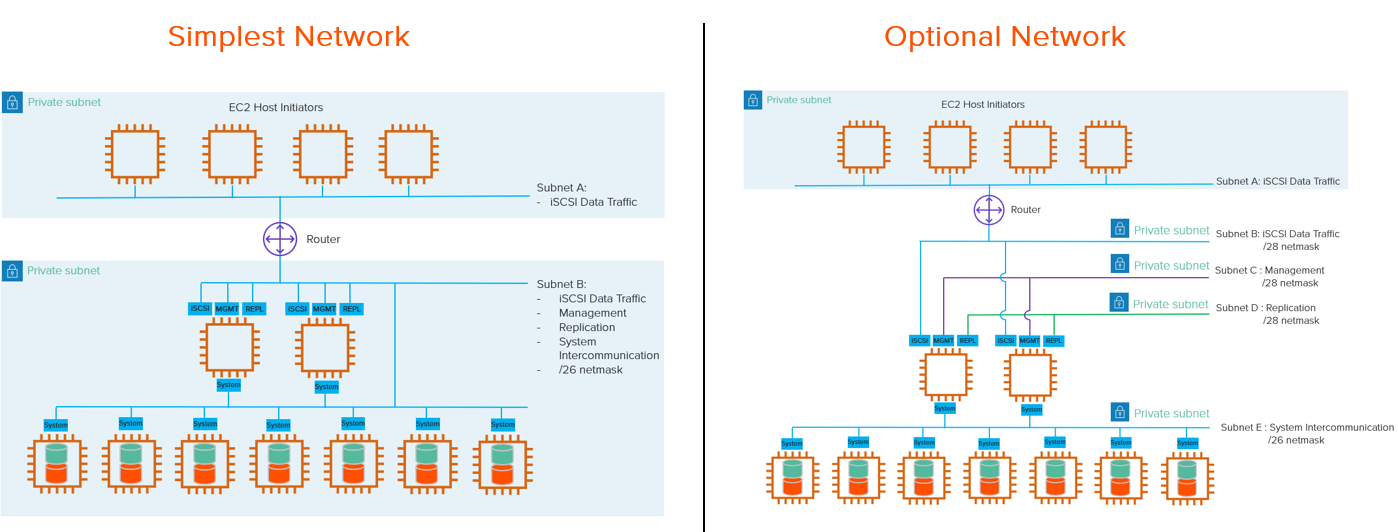 Simplest Network
Private subnet
EC2 Host Initiators
Subnet A:
- iSCSI Data Traffic
Router
Private subnet
Subnet B:
- iSCSI Data Traffic
- Management
- Replication
- System
Intercommunication
- /26 netmask
iSCSI MGMT REPL iSCSI MGMT REPL
System System
System System System System System System System
Optional Network
Private subnet
EC2 Host Initiators
Subnet A: iSCSI Data Traffic
Router
Private subnet
Subnet B: iSCSI Data Traffic
/28 netmask
Private subnet
Subnet C : Management
/28 netmask
Private subnet
Subnet D : Replication
/28 netmask
iSCSI MGMT REPL iSCSI MGMT REPL
System System
Private subnet
Subnet E : System Intercommunication
/26 netmask
System System System System System System System